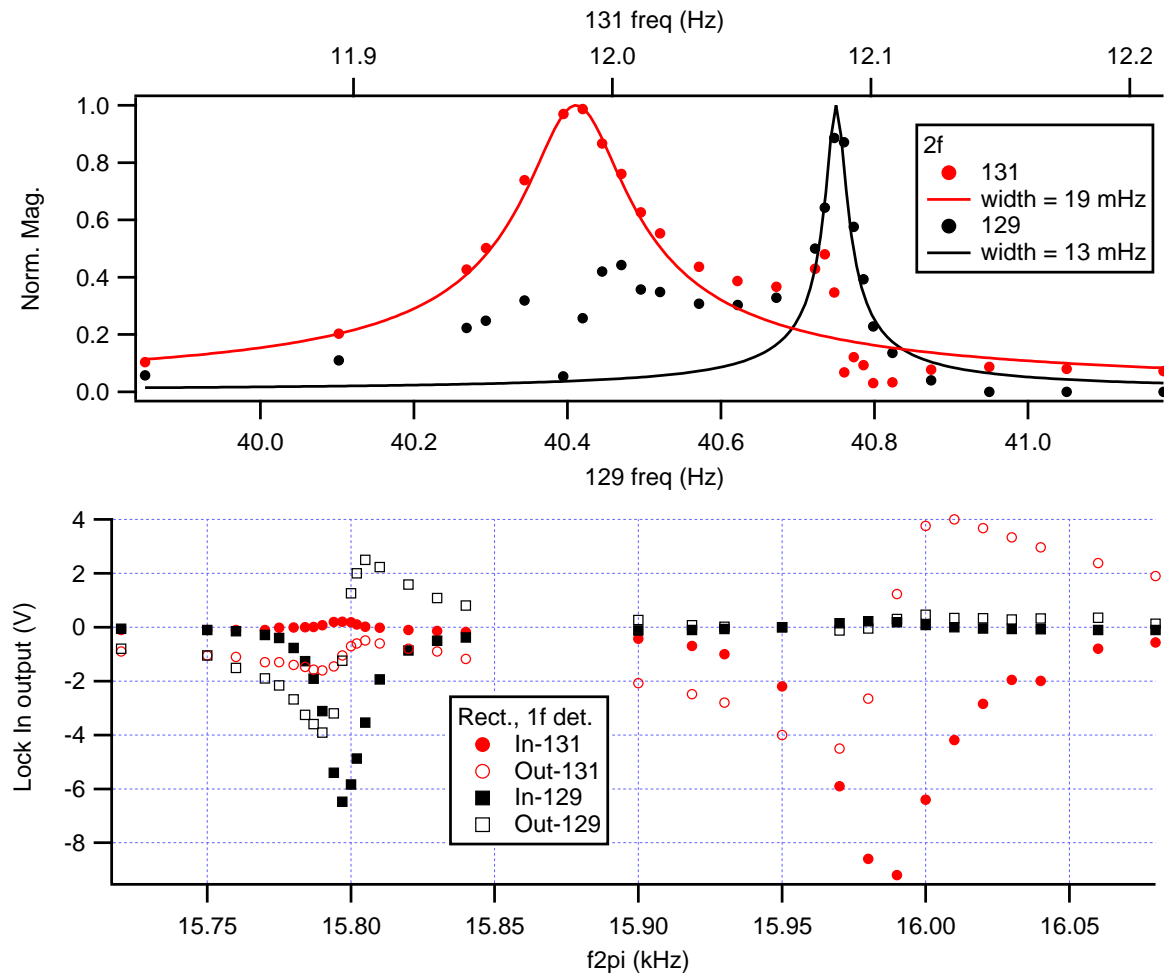 131 freq (Hz)
11.9 12.0 12.1 12.2
Norm. Mag.
1.0
0.8
0.6
0.4
0.2
0.0
2f
131
width = 19 mHz
129
width = 13 mHz
40.0 40.2 40.4 40.6 40.8 41.0
129 freq (Hz)
Lock In output (V)
4
2
0
-2
-4
-6
-8
Rect., 1f det.
In-131
Out-131
In-129
Out-129
15.75 15.80 15.85 15.90 15.95 16.00 16.05
f2pi (kHz)